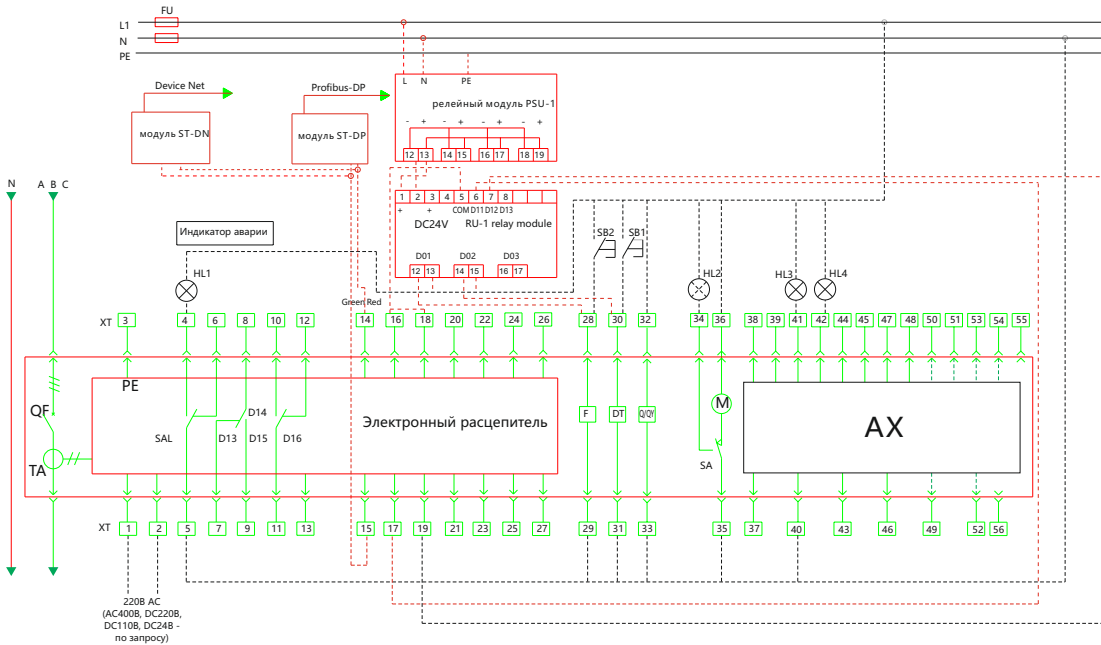 FU
L1
N
PE
Device Net
Profibus-DP
L N PE
релейный модуль PSU-1
- + - + - + - +
12 13 14 15 16 17 18 19
модуль ST-DN
модуль ST-DP
N A B C
1 2 3 4 5 6 7 8
+ + COM D11 D12 D13
DC24V RU-1 relay module
D01 D02 D03
12 13 14 15 16 17
Индикатор аварии
SB2 SB1
HL1 HL2 HL3 HL4
Green Red
XT 3 4 6 8 10 12 14 16 18 20 22 24 26 28 30 32 34 36 38 39 41 42 44 45 47 48 50 51 53 54 55
PE
QF
TA
SAL D13 D14 D15 D16
Электронный расцепитель
F DT Q/QY
M
SA
AX
XT 1 2 5 7 9 11 13 15 17 19 21 23 25 27 29 31 33 35 37 40 43 46 49 52 56
220В AC
(AC400В, DC220В,
DC110В, DC24В -
по запросу)